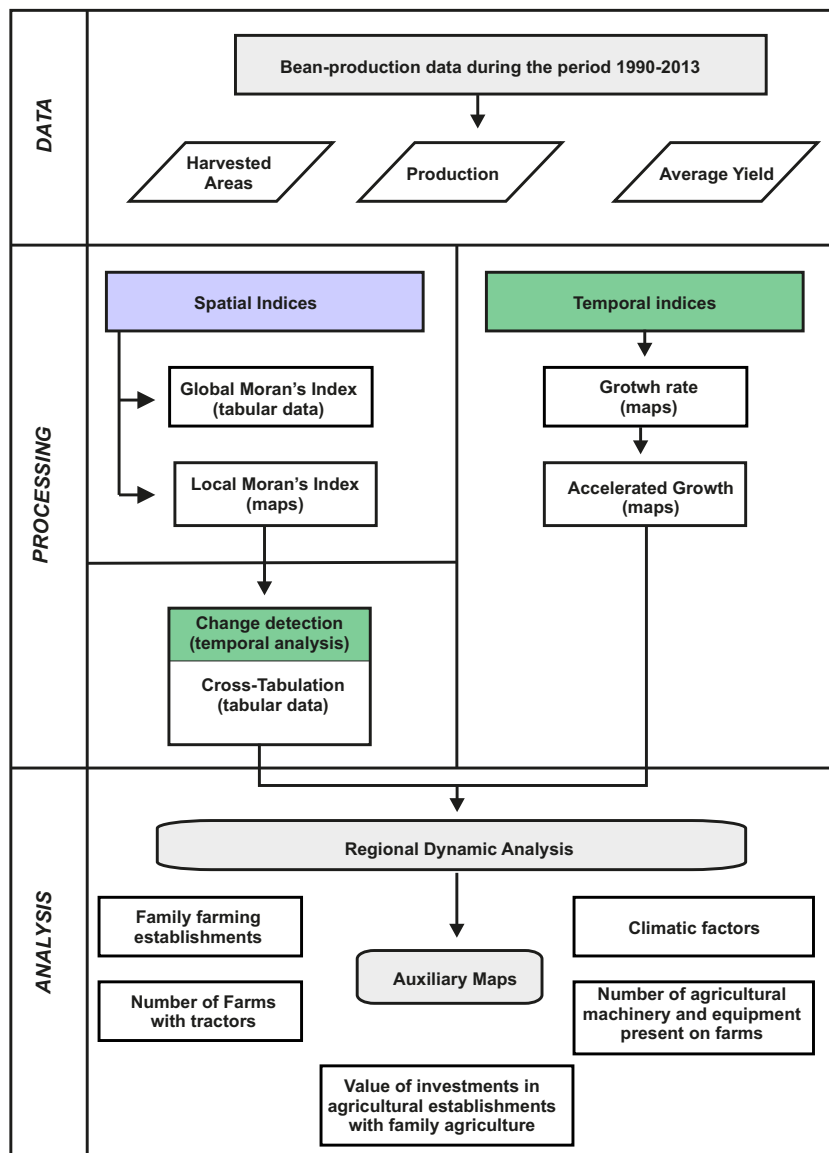 DATA
Bean-production data during the period 1990-2013
Harvested
Areas
Production
Average Yield
PROCESSING
Spatial Indices
Global Moran's Index
(tabular data)
Local Moran's Index
(maps)
Change detection
(temporal analysis)
Cross-Tabulation
(tabular data)
Temporal indices
Grotwh rate
(maps)
Accelerated Growth
(maps)
ANALYSIS
Regional Dynamic Analysis
Family farming
establishments
Climatic factors
Auxiliary Maps
Number of Farms
with tractors
Number of agricultural
machinery and equipment
present on farms
Value of investments in
agricultural establishments
with family agriculture